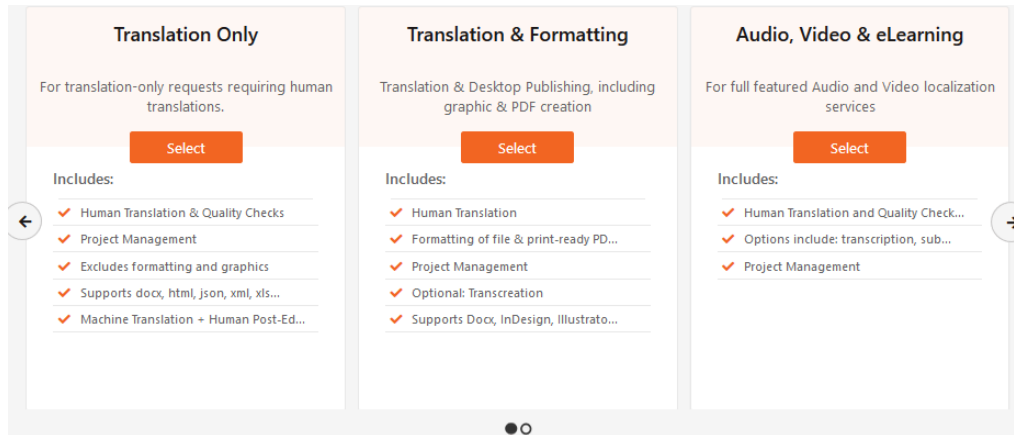 Translation Only
For translation-only requests requiring human
translations.
Select
Includes:
Human Translation & Quality Checks
Project Management
Excludes formatting and graphics
Supports docx, html, json, xml, xls...
Machine Translation + Human Post-Ed...
Translation & Formatting
Translation & Desktop Publishing, including
graphic & PDF creation
Select
Includes:
Human Translation
Formatting of file & print-ready PD...
Project Management
Optional: Transcreation
Supports Docx, InDesign, Illustrato...
Audio, Video & eLearning
For full featured Audio and Video localization
services
Select
Includes:
Human Translation and Quality Check...
Options include: transcription, sub...
Project Management